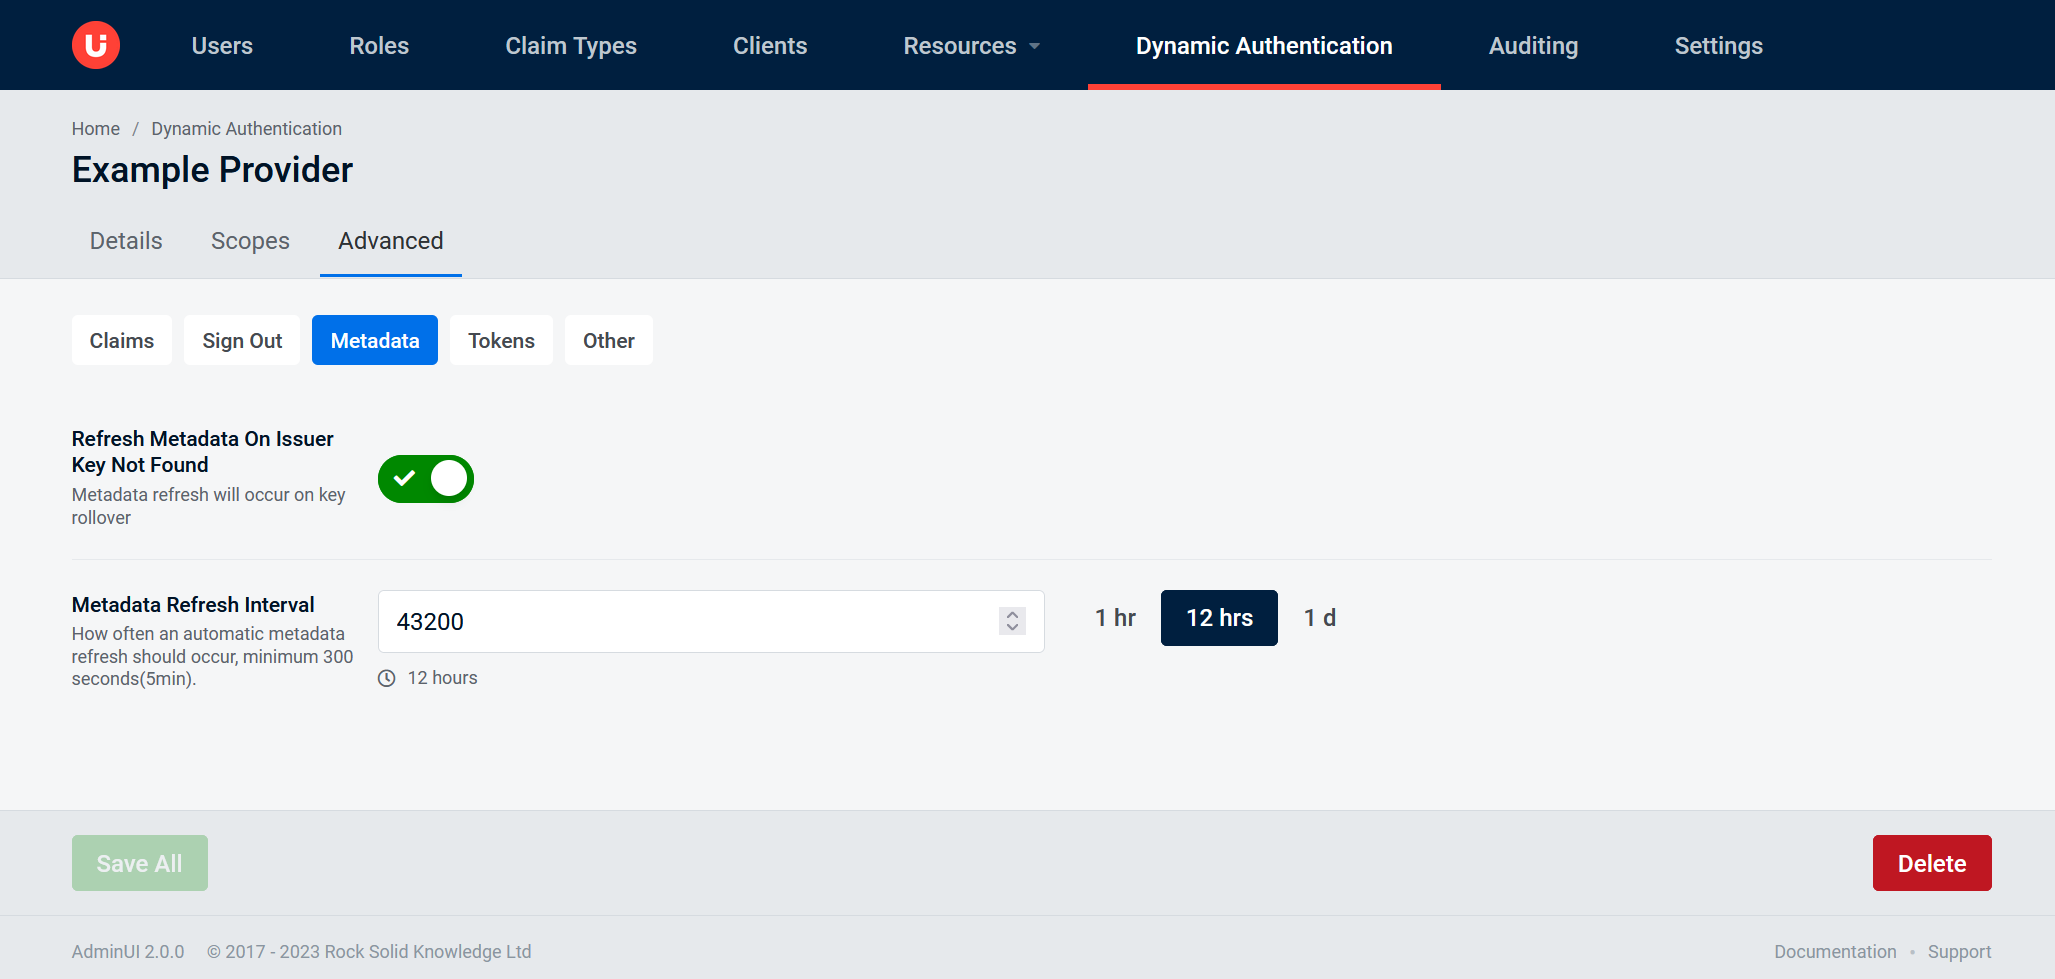 Users Roles Claim Types Clients Resources Dynamic Authentication Auditing Settings
Home / Dynamic Authentication
Example Provider
Details Scopes Advanced
Claims Sign Out Metadata Tokens Other
Refresh Metadata On Issuer
Key Not Found
Metadata refresh will occur on key
rollover
Metadata Refresh Interval
How often an automatic metadata
refresh should occur, minimum 300
seconds(5min).
43200
12 hours
1 hr 12 hrs 1 d
Save All Delete
AdminUI 2.0.0 © 2017 - 2023 Rock Solid Knowledge Ltd Documentation • Support